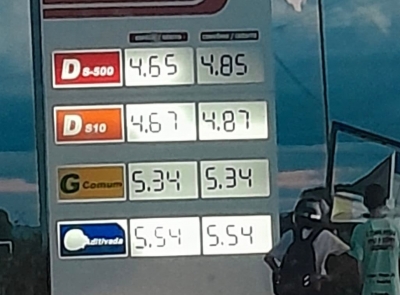 D S-500 4.65 4.85
D S10 4.67 4.87
G Comum 5.34 5.34
Aditivada 5.54 5.54